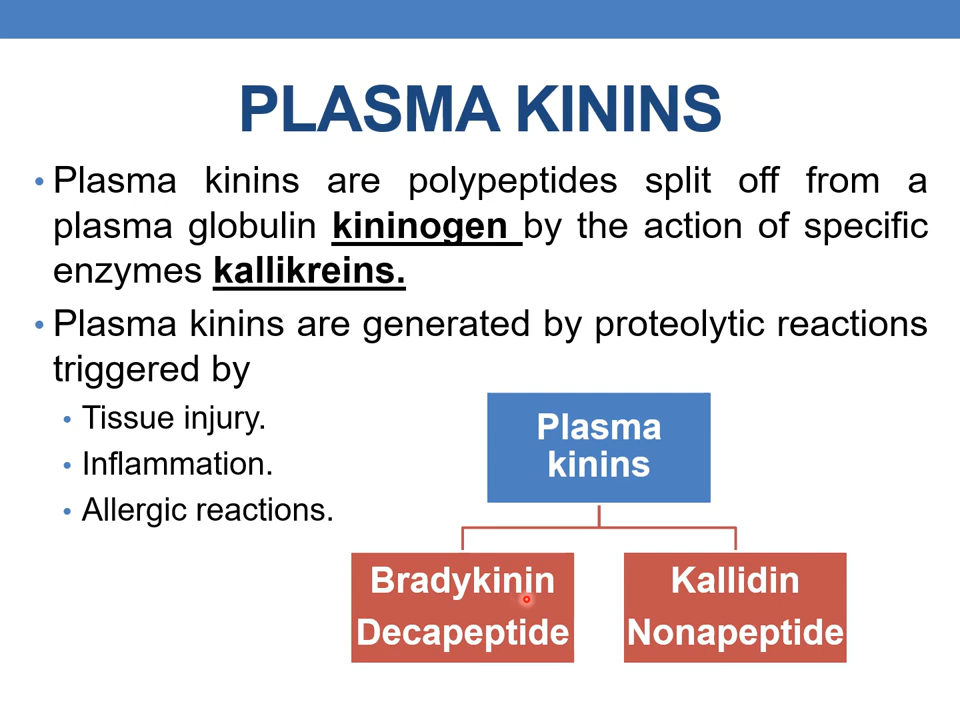 PLASMA KININS
• Plasma kinins are polypeptides split off from a
plasma globulin kininogen by the action of specific
enzymes kallikreins.
• Plasma kinins are generated by proteolytic reactions
triggered by
• Tissue injury.
• Inflammation.
• Allergic reactions.
Plasma
kinins
Bradykinin
Decapeptide
Kallidin
Nonapeptide